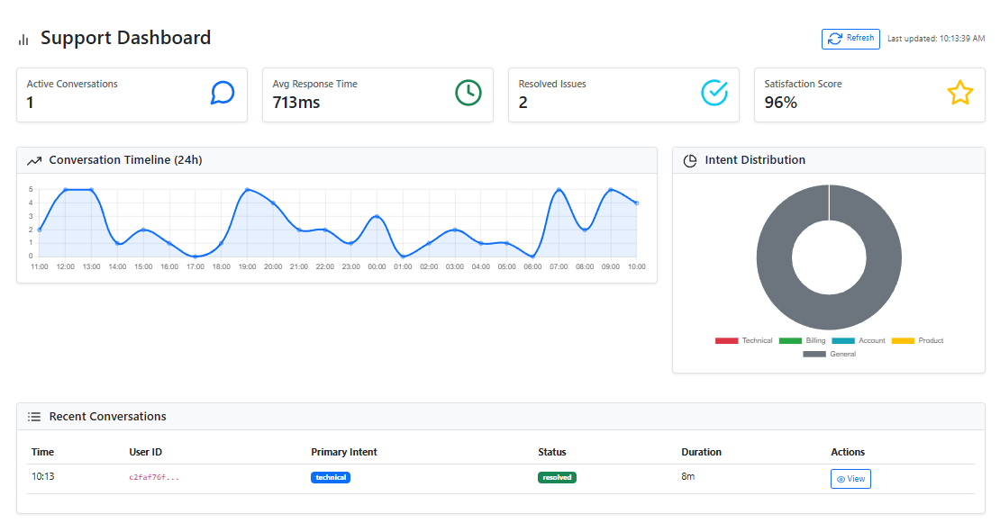 Support Dashboard
Refresh
Last updated: 10:13:39 AM
Active Conversations
1
Avg Response Time
713ms
Resolved Issues
2
Satisfaction Score
96%
Conversation Timeline (24h)
5
4
3
2
1
0
11:00 12:00 13:00 14:00 15:00 16:00 17:00 18:00 19:00 20:00 21:00 22:00 23:00 00:00 01:00 02:00 03:00 04:00 05:00 06:00 07:00 08:00 09:00 10:00
Intent Distribution
Technical Billing Account Product
General
Recent Conversations
Time User ID Primary Intent Status Duration Actions
10:13 c2faf76f... technical resolved 8m View